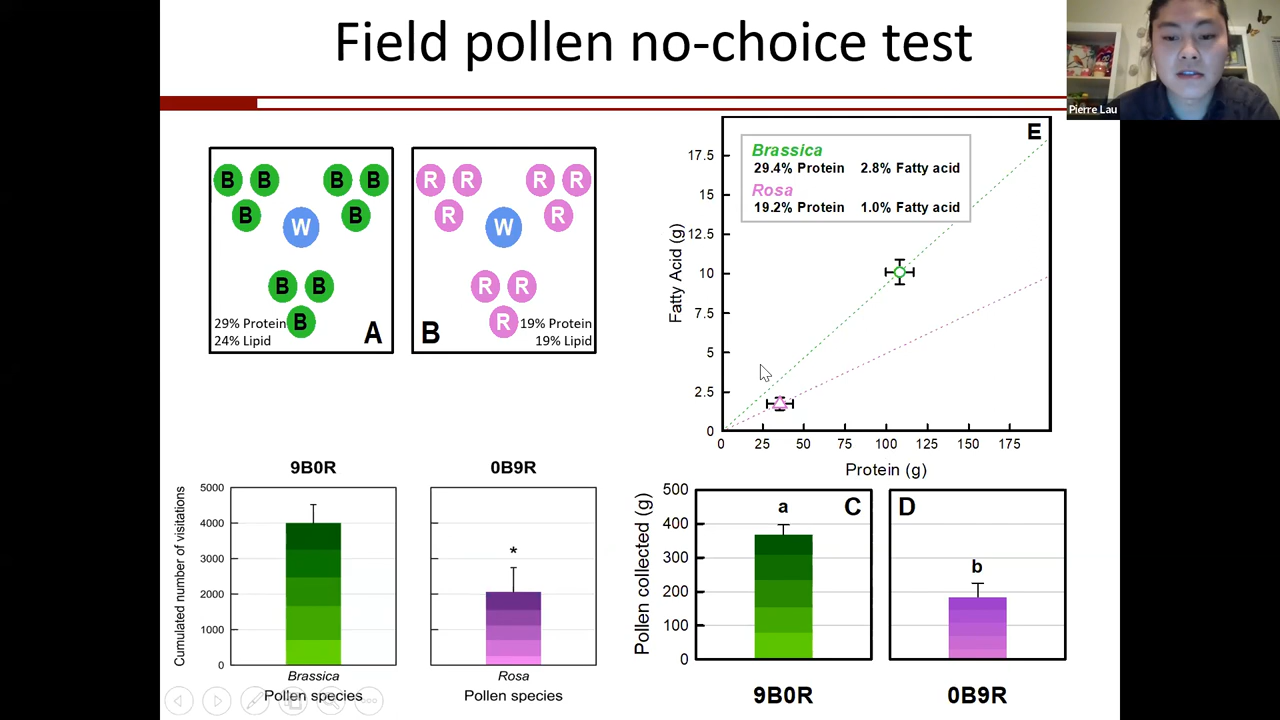 Field pollen no-choice test
Pierre Lau
B B B B
B B
W
B B
B
29% Protein
24% Lipid
A
R R R R
R R
W
R R
R
19% Protein
19% Lipid
B
E
Brassica
29.4% Protein 2.8% Fatty acid
Rosa
19.2% Protein 1.0% Fatty acid
Fatty Acid (g)
17.5
15
12.5
10
7.5
5
2.5
0
0 25 50 75 100 125 150 175
Protein (g)
9B0R
0B9R
Cumulated number of visitations
5000
4000
3000
2000
1000
0
*
Brassica
Rosa
Pollen species
Pollen species
Pollen collected (g)
500
400
300
200
100
0
a
C
D
b
9B0R
0B9R